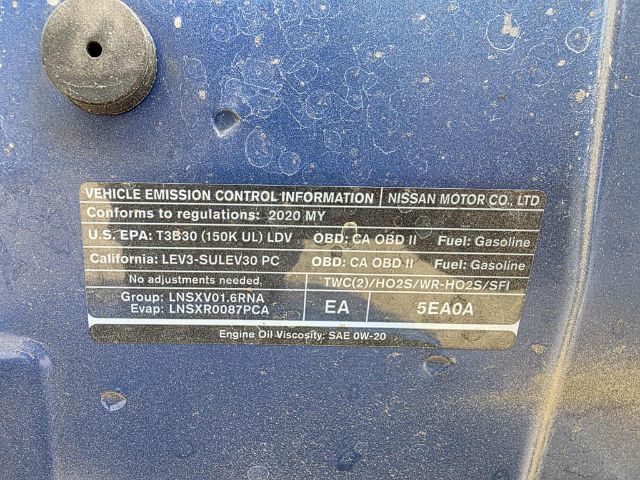 VEHICLE EMISSION CONTROL INFORMATION NISSAN MOTOR CO., LTD
Conforms to regulations: 2020 MY
U.S. EPA: T3B30 (150K UL) LDV OBD: CA OBD II Fuel: Gasoline
California: LEV3-SULEV30 PC OBD: CA OBD II Fuel: Gasoline
No adjustments needed. TWC(2)/HO2S/WR-HO2S/SFI
Group: LNSXV01.6RNA EA 5EA0A
Evap: LNSXR0087PCA
Engine Oil Viscosity: SAE 0W-20